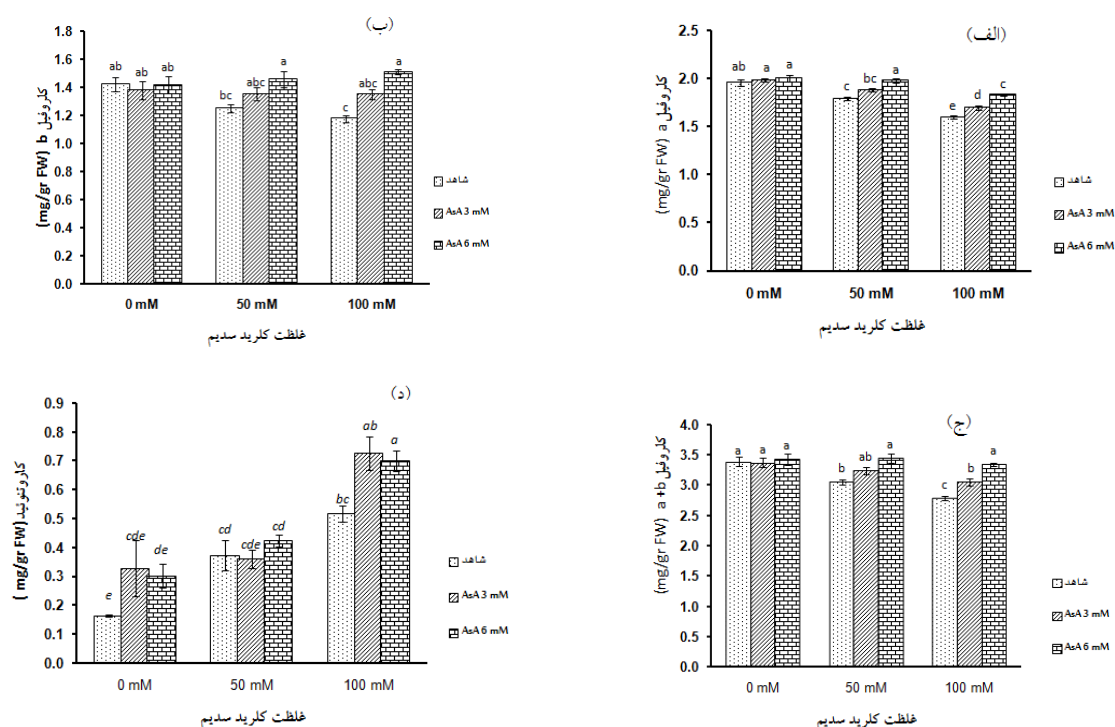 (الف)
کلروفیل a (mg/gr FW)
2.5
2.0
1.5
1.0
0.5
0.0
ab a a
c bc a
e d c
0 mM 50 mM 100 mM
غلظت کلرید سدیم
شاهد
AsA 3 mM
AsA 6 mM
(ب)
کلروفیل b (mg/gr FW)
1.8
1.6
1.4
1.2
1.0
0.8
0.6
0.4
0.2
0.0
ab ab ab
bc abc a
c abc a
0 mM 50 mM 100 mM
غلظت کلرید سدیم
شاهد
AsA 3 mM
AsA 6 mM
(ج)
کلروفیل a +b (mg/gr FW)
4.0
3.5
3.0
2.5
2.0
1.5
1.0
0.5
0.0
a a a
b ab a
c b a
0 mM 50 mM 100 mM
غلظت کلرید سدیم
شاهد
AsA 3 mM
AsA 6 mM
(د)
کاروتنوئید (mg/gr FW )
0.9
0.8
0.7
0.6
0.5
0.4
0.3
0.2
0.1
0.0
e cde de
cd cde cd
bc ab a
0 mM 50 mM 100 mM
غلظت کلرید سدیم
شاهد
AsA 3 mM
AsA 6 mM